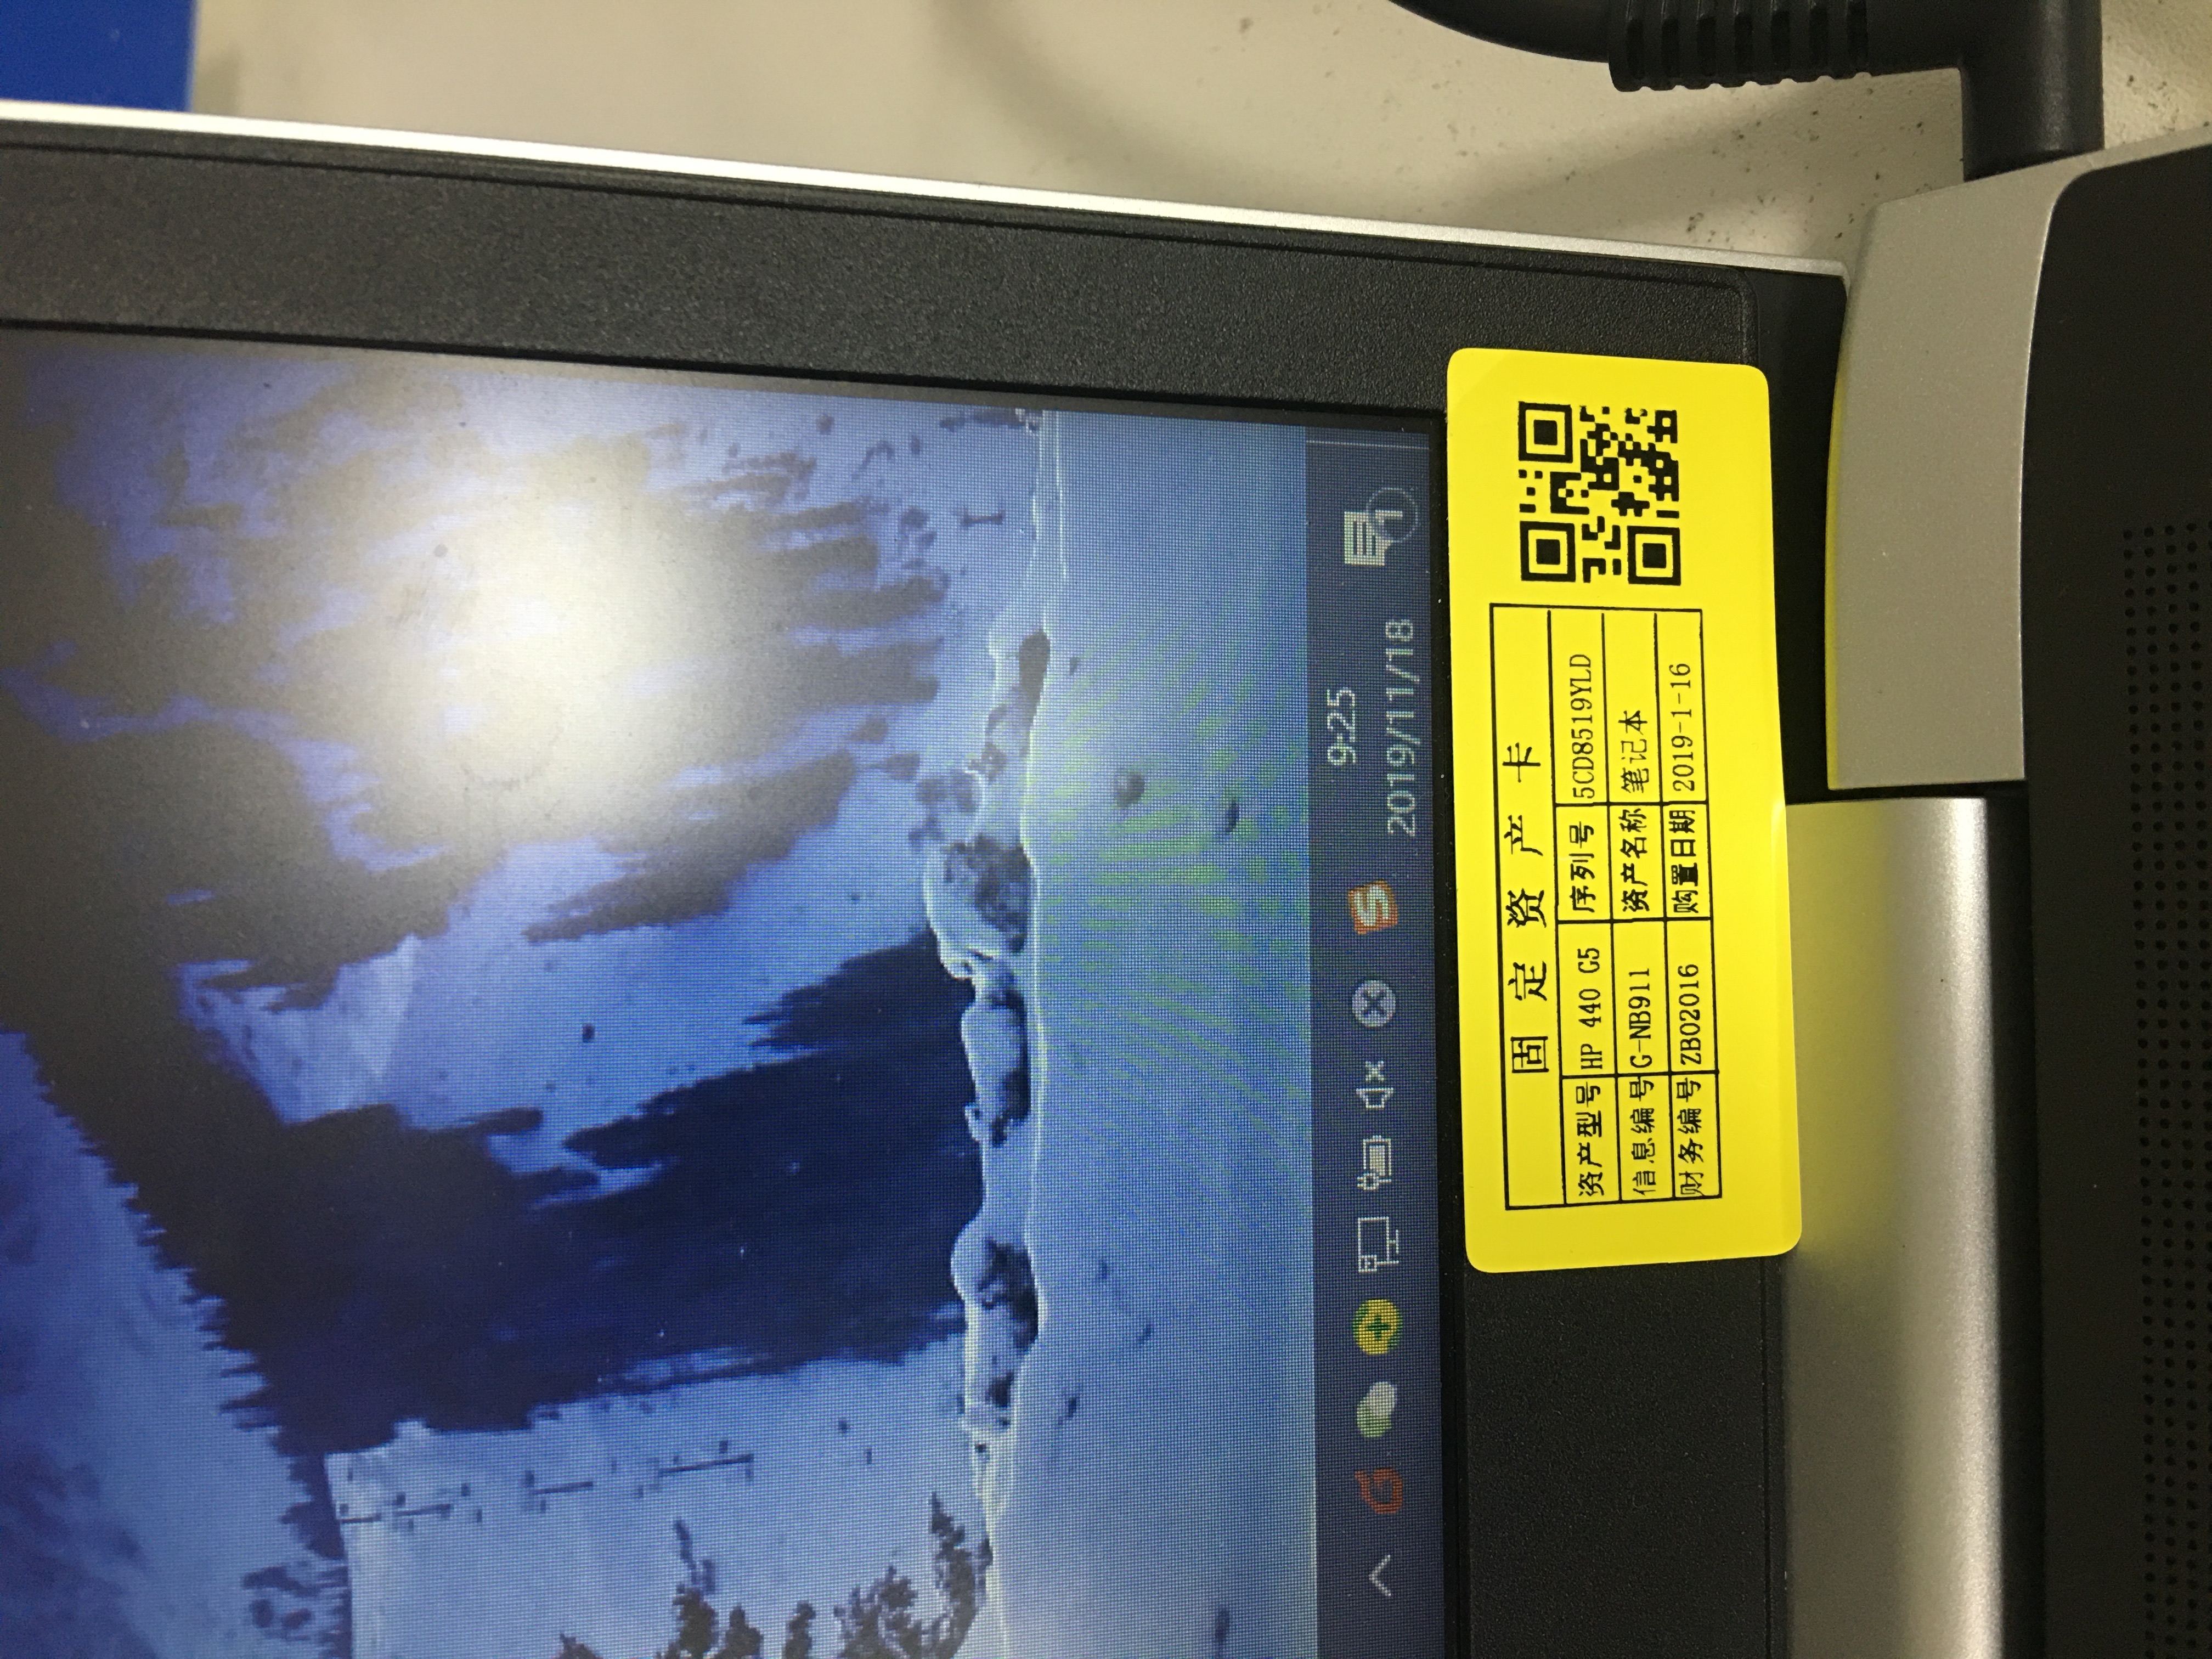 9:25
2019/11/18
1
固定资产卡
资产型号 HP 440 G5 序列号 5CD8519YLD
信息编号 G-NB911 资产名称 笔记本
财务编号 ZB02016 购置日期 2019-1-16